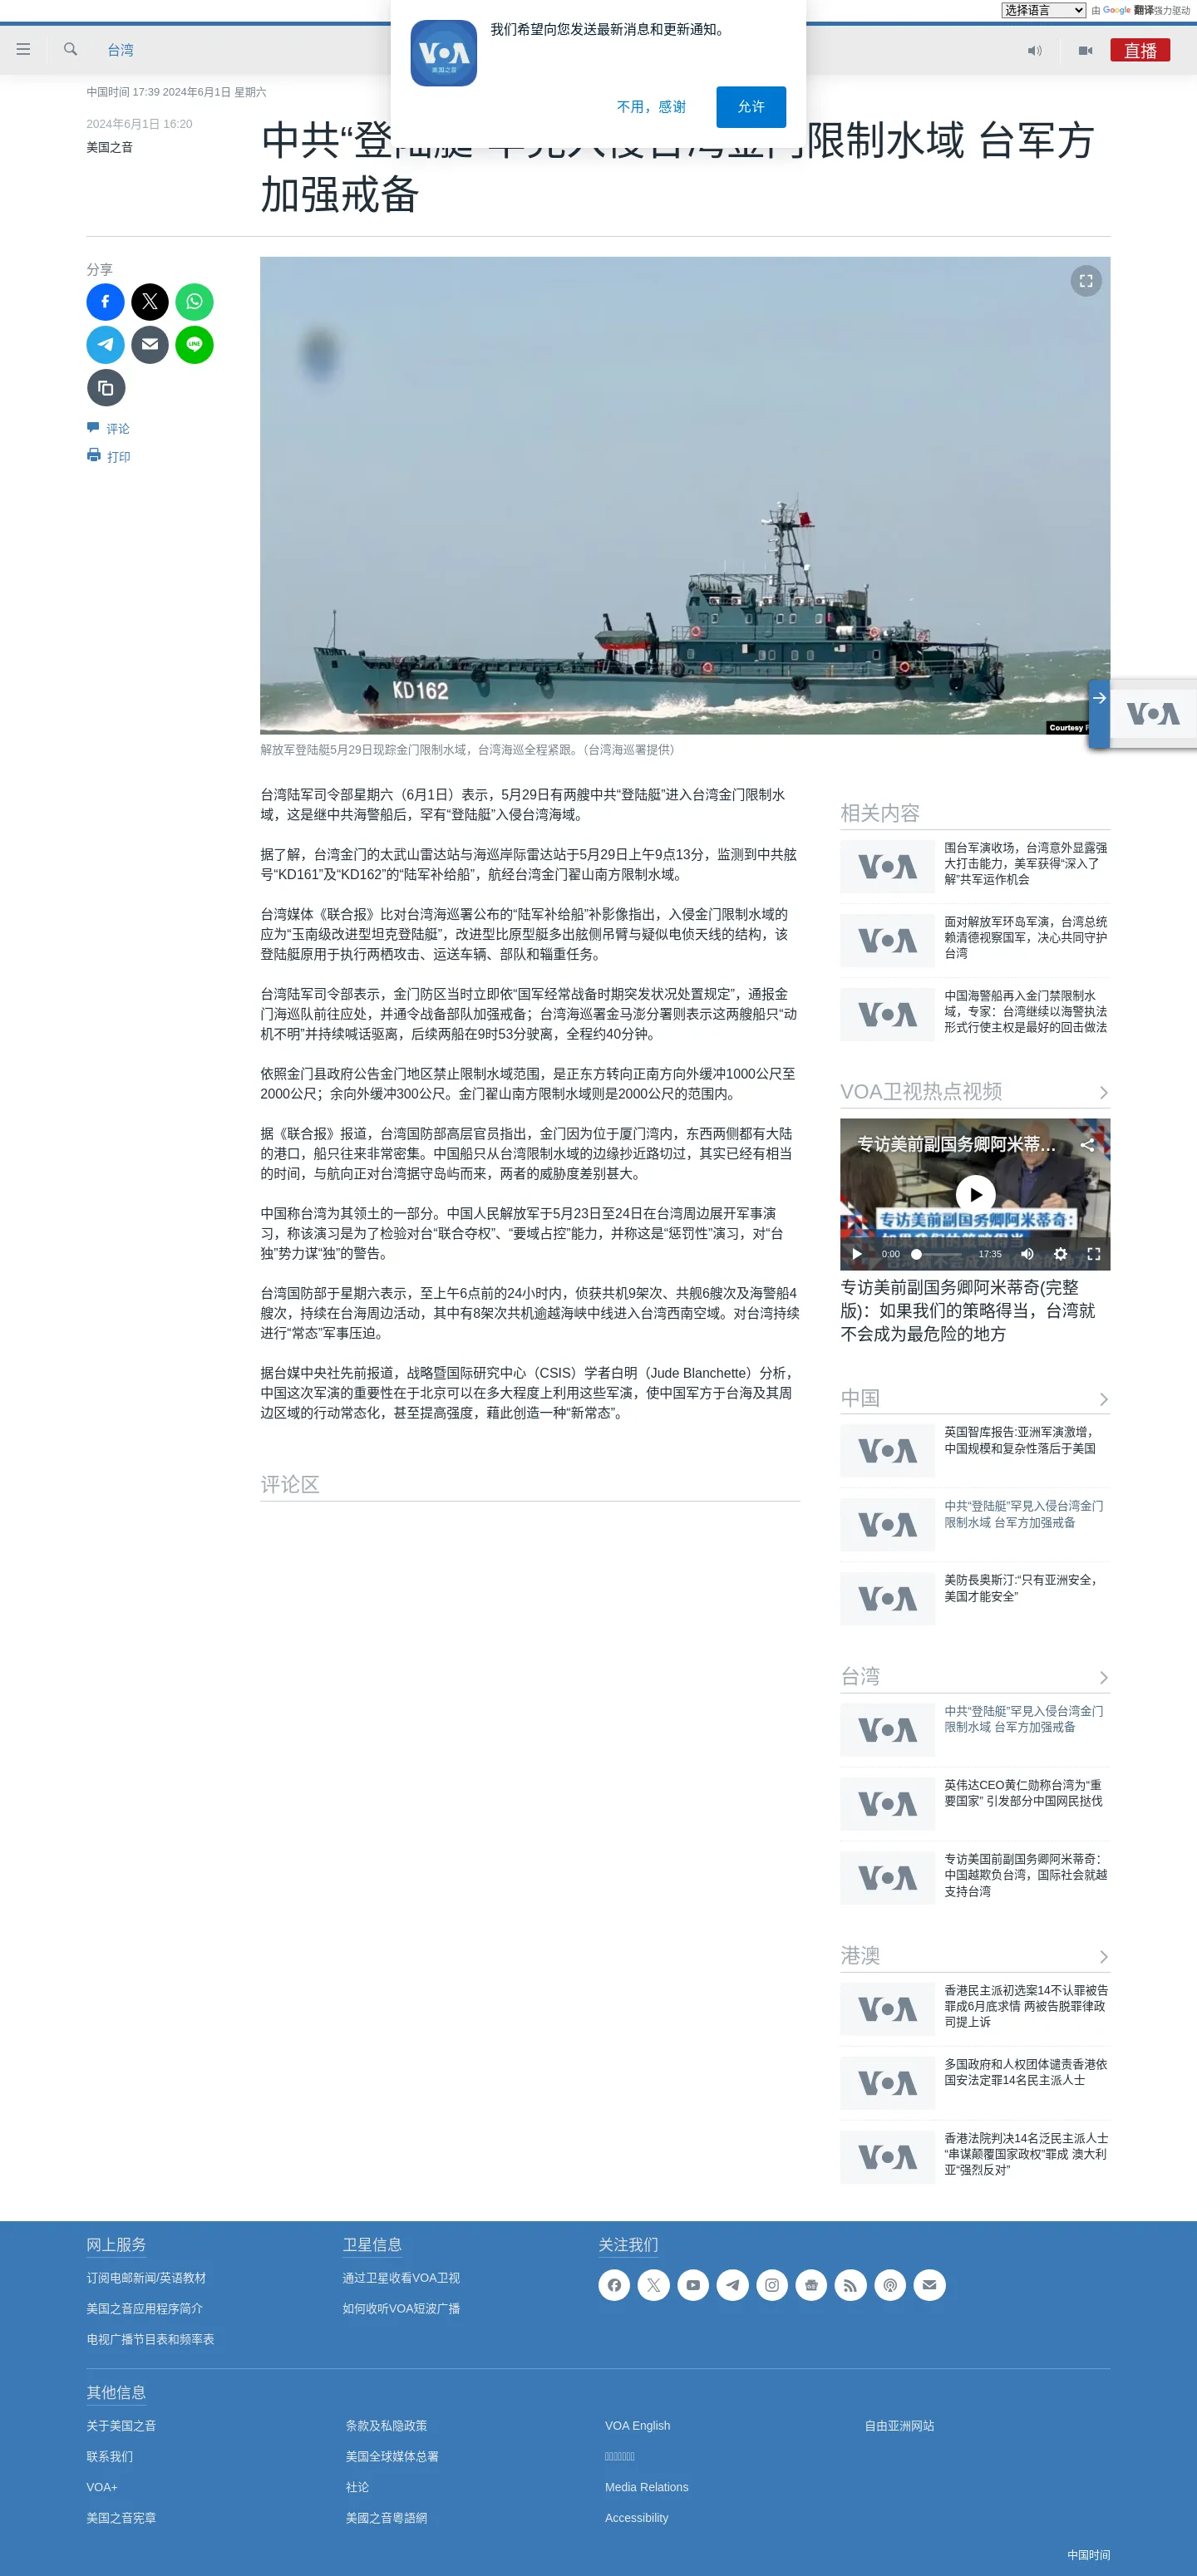 选择语言 由 Google 翻译强力驱动
我们希望向您发送最新消息和更新通知。
VOA
美国之音
不用，感谢
允许
台湾
直播
中国时间 17:39 2024年6月1日 星期六
2024年6月1日 16:20
美国之音
中共“登陆艇”罕见入侵台湾金门限制水域 台军方
加强戒备
分享
评论
打印
KD162
Courtesy
解放军登陆艇5月29日现踪金门限制水域，台湾海巡全程紧跟。（台湾海巡署提供）
VOA
台湾陆军司令部星期六（6月1日）表示，5月29日有两艘中共“登陆艇”进入台湾金门限制水
域，这是继中共海警船后，罕有“登陆艇”入侵台湾海域。
据了解，台湾金门的太武山雷达站与海巡岸际雷达站于5月29日上午9点13分，监测到中共舷
号“KD161”及“KD162”的“陆军补给船”，航经台湾金门翟山南方限制水域。
台湾媒体《联合报》比对台湾海巡署公布的“陆军补给船”补影像指出，入侵金门限制水域的
应为“玉南级改进型坦克登陆艇”，改进型比原型艇多出舷侧吊臂与疑似电侦天线的结构，该
登陆艇原用于执行两栖攻击、运送车辆、部队和辎重任务。
台湾陆军司令部表示，金门防区当时立即依“国军经常战备时期突发状况处置规定”，通报金
门海巡队前往应处，并通令战备部队加强戒备；台湾海巡署金马澎分署则表示这两艘船只“动
机不明”并持续喊话驱离，后续两船在9时53分驶离，全程约40分钟。
依照金门县政府公告金门地区禁止限制水域范围，是正东方转向正南方向外缓冲1000公尺至
2000公尺；余向外缓冲300公尺。金门翟山南方限制水域则是2000公尺的范围内。
据《联合报》报道，台湾国防部高层官员指出，金门因为位于厦门湾内，东西两侧都有大陆
的港口，船只往来非常密集。中国船只从台湾限制水域的边缘抄近路切过，其实已经有相当
的时间，与航向正对台湾据守岛屿而来，两者的威胁度差别甚大。
中国称台湾为其领土的一部分。中国人民解放军于5月23日至24日在台湾周边展开军事演
习，称该演习是为了检验对台“联合夺权”、“要域占控”能力，并称这是“惩罚性”演习，对“台
独”势力谋“独”的警告。
台湾国防部于星期六表示，至上午6点前的24小时内，侦获共机9架次、共舰6艘次及海警船4
艘次，持续在台海周边活动，其中有8架次共机逾越海峡中线进入台湾西南空域。对台湾持续
进行“常态”军事压迫。
据台媒中央社先前报道，战略暨国际研究中心（CSIS）学者白明（Jude Blanchette）分析，
中国这次军演的重要性在于北京可以在多大程度上利用这些军演，使中国军方于台海及其周
边区域的行动常态化，甚至提高强度，藉此创造一种“新常态”。
评论区
相关内容
VOA
围台军演收场，台湾意外显露强
大打击能力，美军获得“深入了
解”共军运作机会
VOA
面对解放军环岛军演，台湾总统
赖清德视察国军，决心共同守护
台湾
VOA
中国海警船再入金门禁限制水
域，专家：台湾继续以海警执法
形式行使主权是最好的回击做法
VOA卫视热点视频
专访美前副国务卿阿米蒂...
专访美前副国务卿阿米蒂奇：
如果我们的策略得当
0:00 17:35
专访美前副国务卿阿米蒂奇(完整
版)：如果我们的策略得当，台湾就
不会成为最危险的地方
中国
VOA
英国智库报告:亚洲军演激增，
中国规模和复杂性落后于美国
VOA
中共“登陆艇”罕见入侵台湾金门
限制水域 台军方加强戒备
VOA
美防長奥斯汀:“只有亚洲安全，
美国才能安全”
台湾
VOA
中共“登陆艇”罕见入侵台湾金门
限制水域 台军方加强戒备
VOA
英伟达CEO黄仁勋称台湾为“重
要国家” 引发部分中国网民挞伐
VOA
专访美国前副国务卿阿米蒂奇：
中国越欺负台湾，国际社会就越
支持台湾
港澳
VOA
香港民主派初选案14不认罪被告
罪成6月底求情 两被告脱罪律政
司提上诉
VOA
多国政府和人权团体谴责香港依
国安法定罪14名民主派人士
VOA
香港法院判决14名泛民主派人士
“串谋颠覆国家政权”罪成 澳大利
亚“强烈反对”
网上服务
订阅电邮新闻/英语教材
美国之音应用程序简介
电视广播节目表和频率表
卫星信息
通过卫星收看VOA卫视
如何收听VOA短波广播
关注我们
其他信息
关于美国之音
联系我们
VOA+
美国之音宪章
条款及私隐政策
美国全球媒体总署
社论
美國之音粵語網
VOA English
Media Relations
Accessibility
自由亚洲网站
中国时间